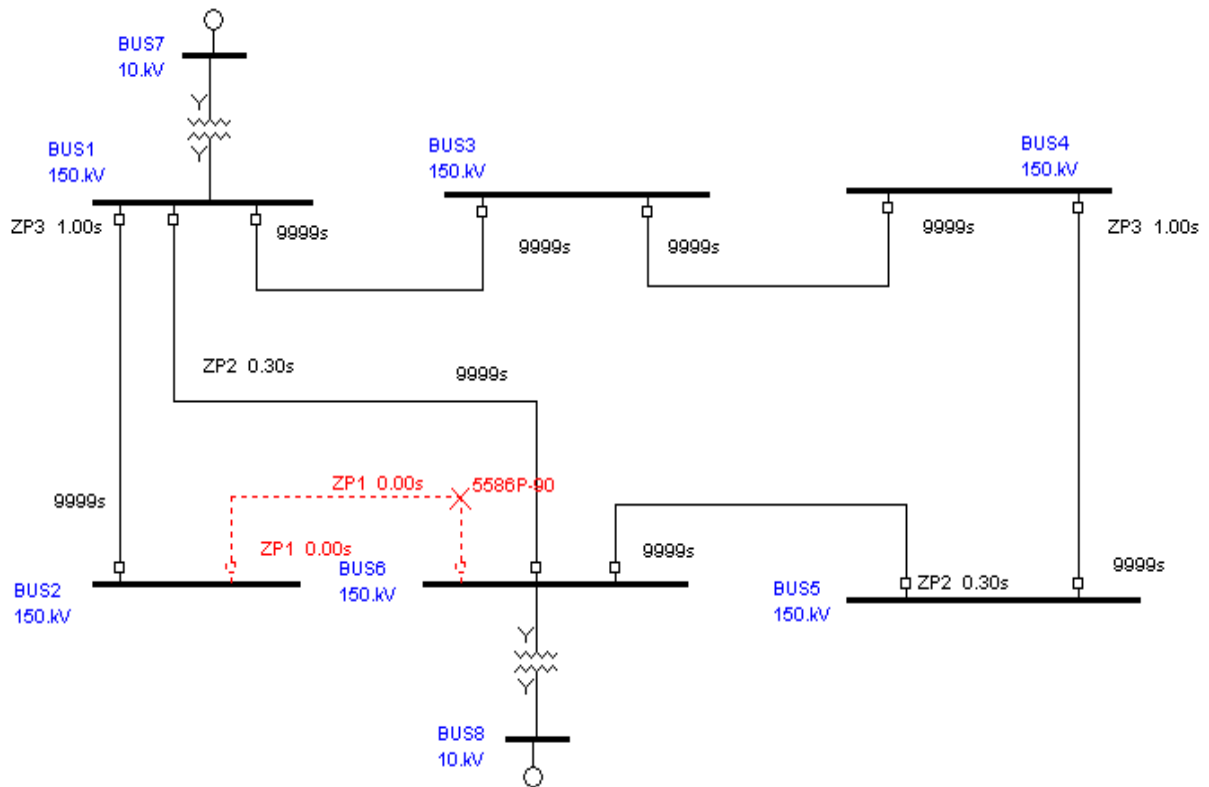 BUS7
10.kV
BUS1
150.kV
BUS3
150.kV
BUS4
150.kV
ZP3 1.00s
9999s
9999s
9999s
9999s
ZP3 1.00s
ZP2 0.30s
9999s
ZP1 0.00s
5586P-90
9999s
ZP1 0.00s
9999s
BUS2
150.kV
BUS6
150.kV
BUS5
150.kV
ZP2 0.30s
9999s
BUS8
10.kV